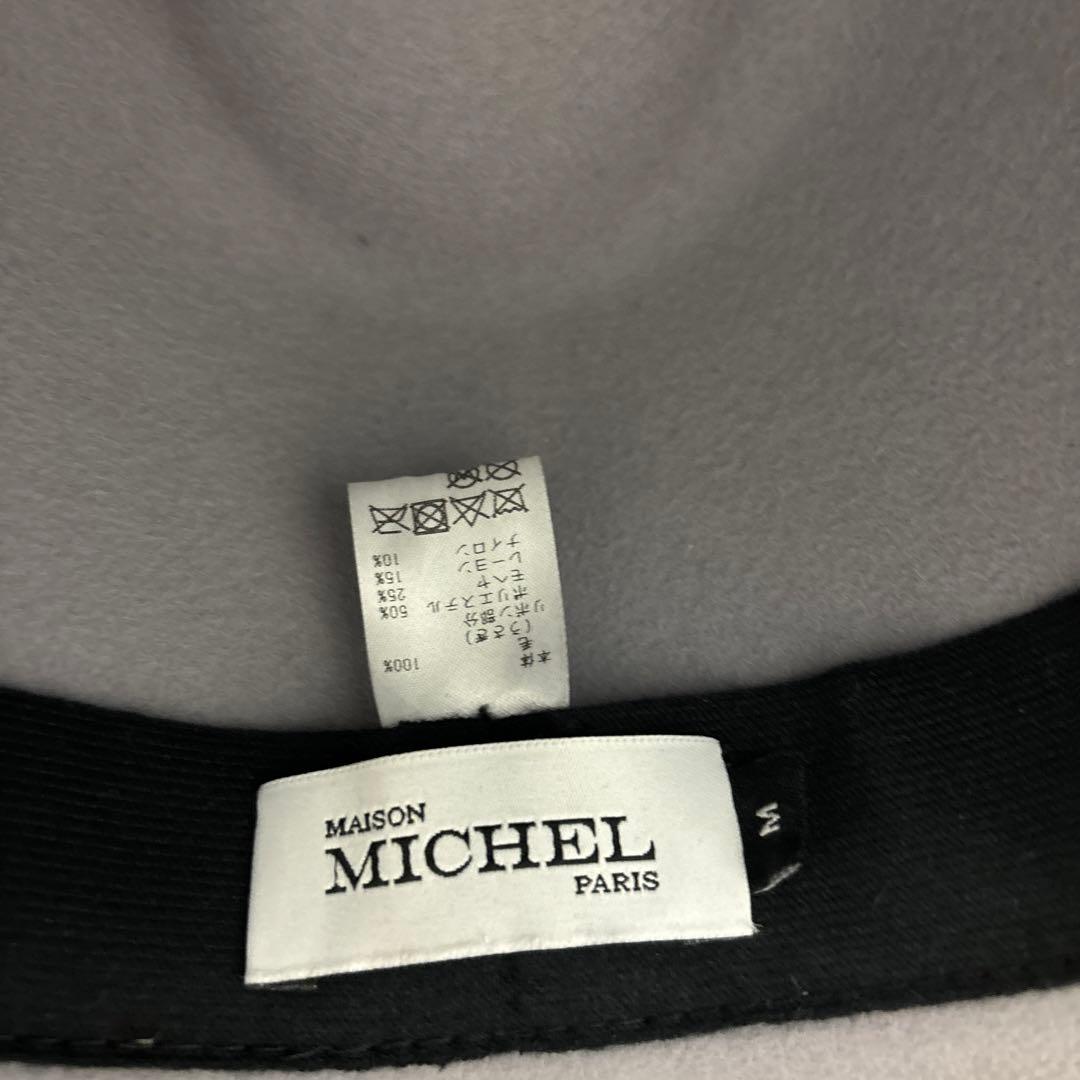 本体
毛 100%
(うさぎ)
リボン部分
ポリエステル 50%
モヘヤ 25%
レーヨン 15%
ナイロン 10%
MAISON
MICHEL
PARIS
M